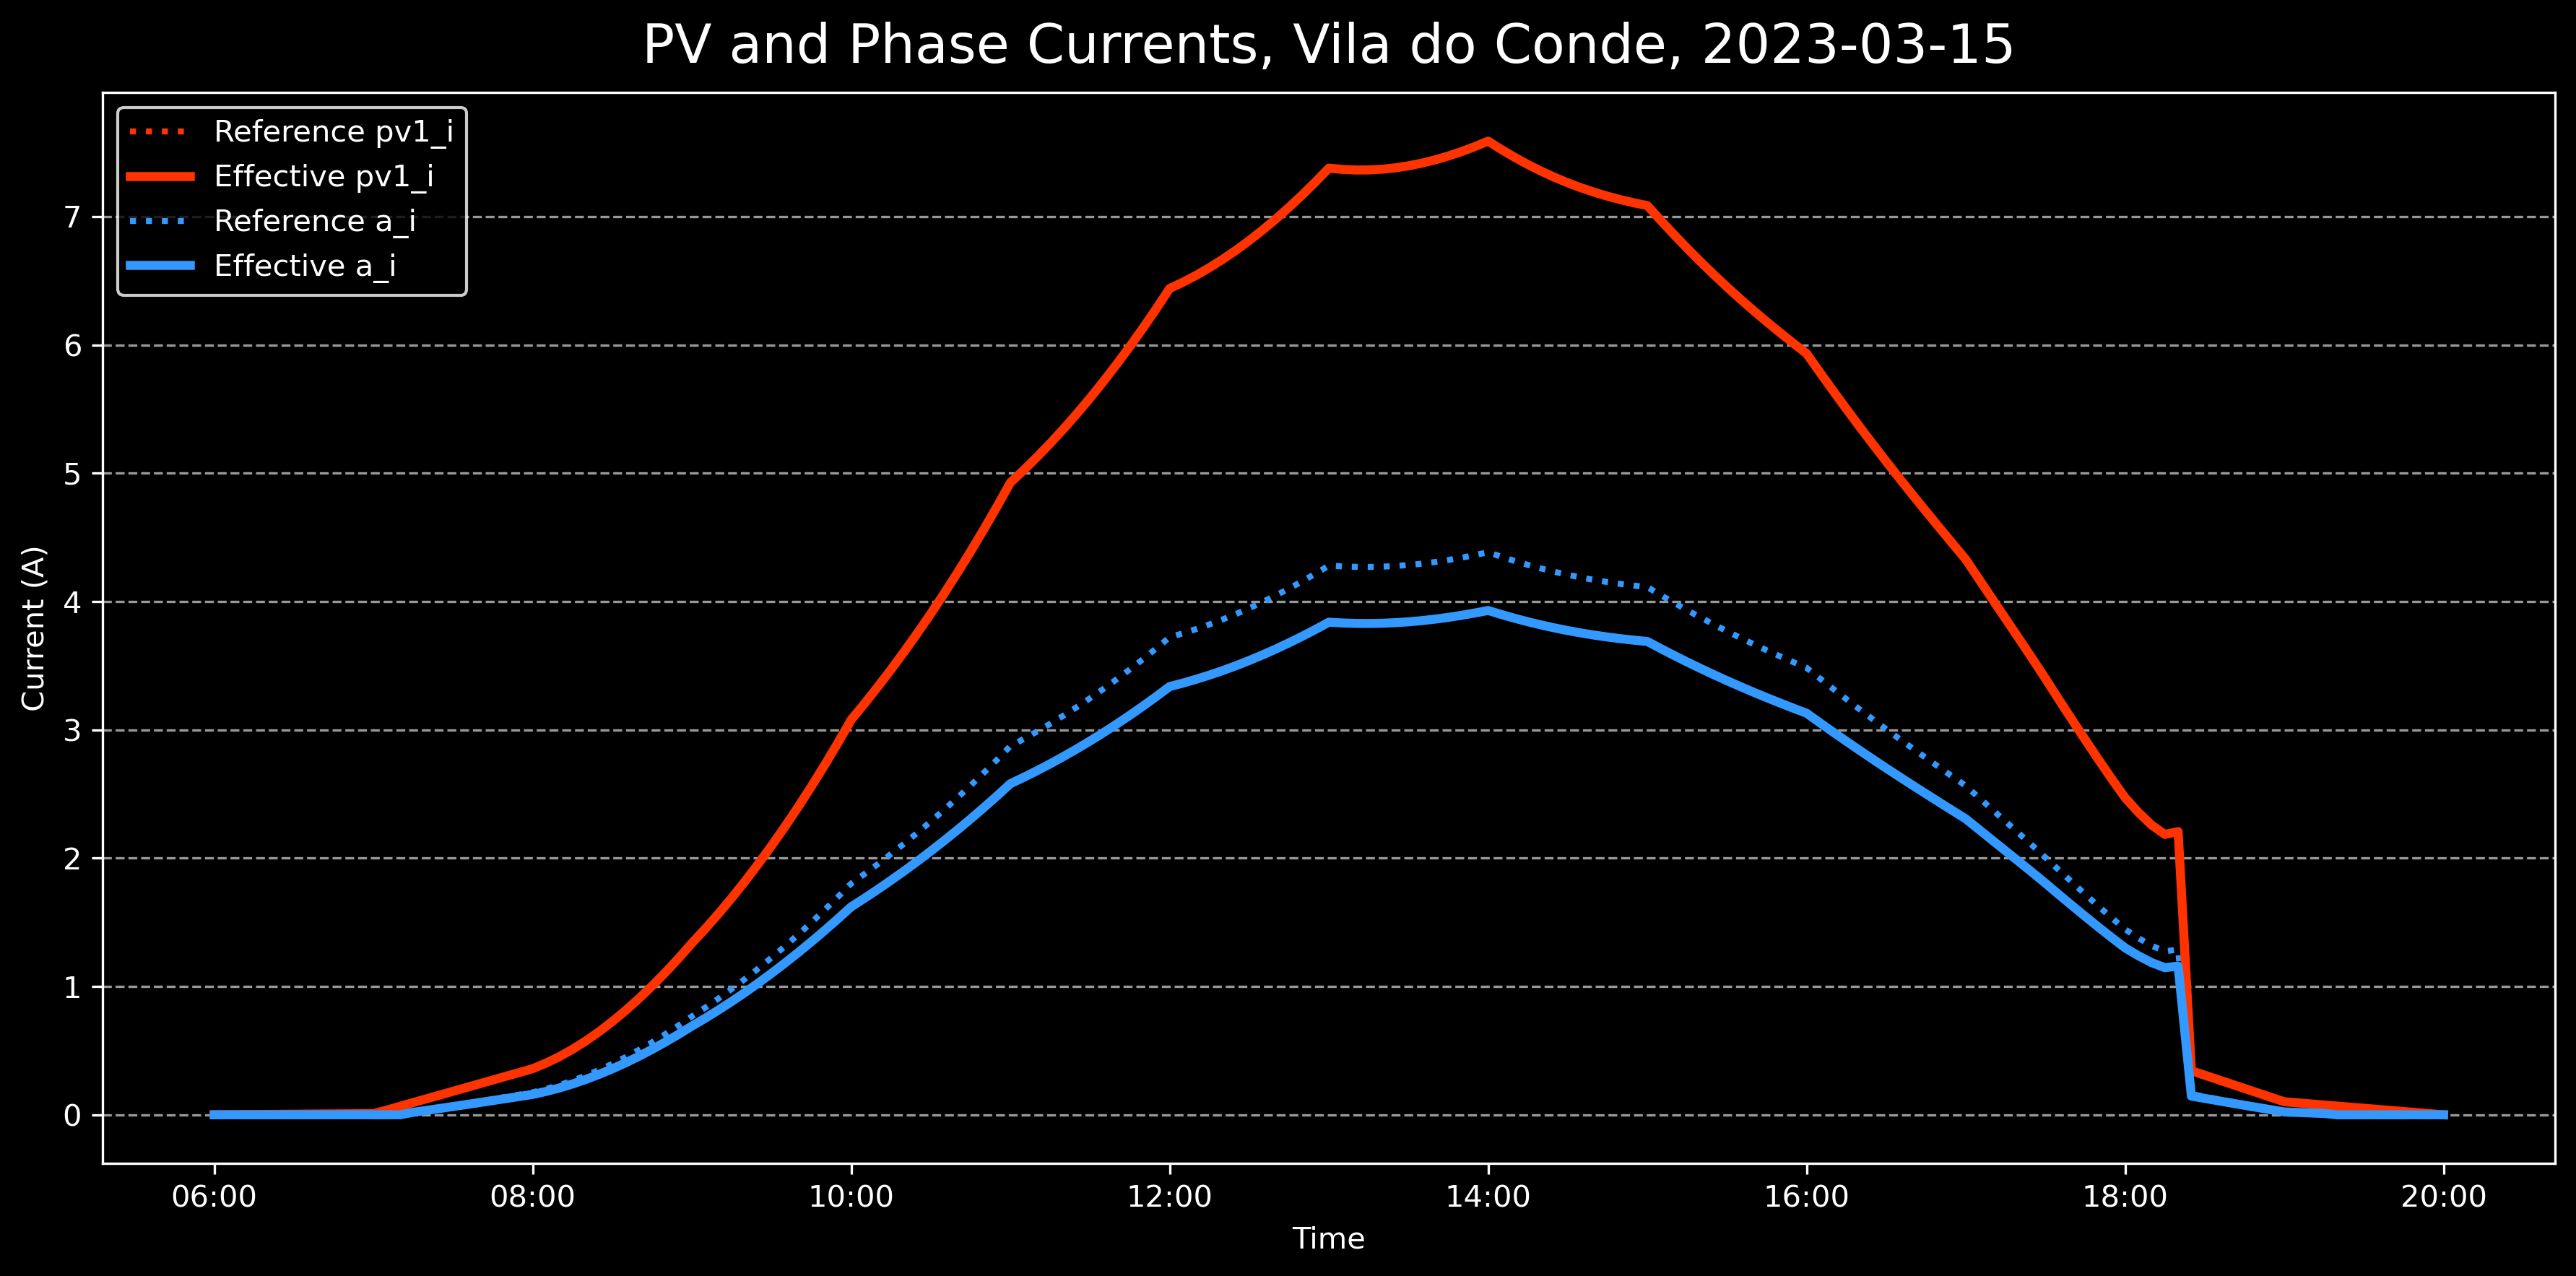 PV and Phase Currents, Vila do Conde, 2023-03-15
Reference pv1_i
Effective pv1_i
Reference a_i
Effective a_i
7
6
5
4
3
2
1
0
Current (A)
06:00 08:00 10:00 12:00 14:00 16:00 18:00 20:00
Time